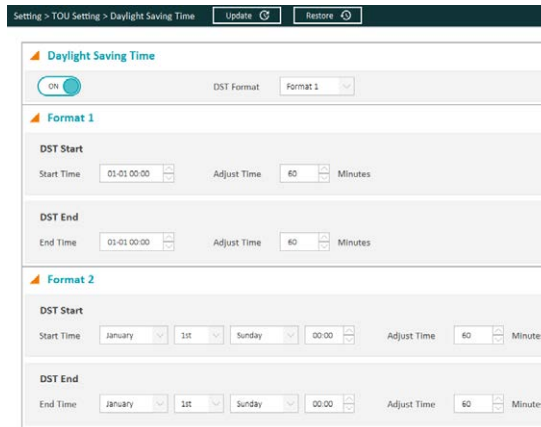 Setting > TOU Setting > Daylight Saving Time Update Restore
Daylight Saving Time
ON DST Format Format 1
Format 1
DST Start
Start Time 01-01 00:00 Adjust Time 60 Minutes
DST End
End Time 01-01 00:00 Adjust Time 60 Minutes
Format 2
DST Start
Start Time January 1st Sunday 00:00 Adjust Time 60 Minute
DST End
End Time January 1st Sunday 00:00 Adjust Time 60 Minute